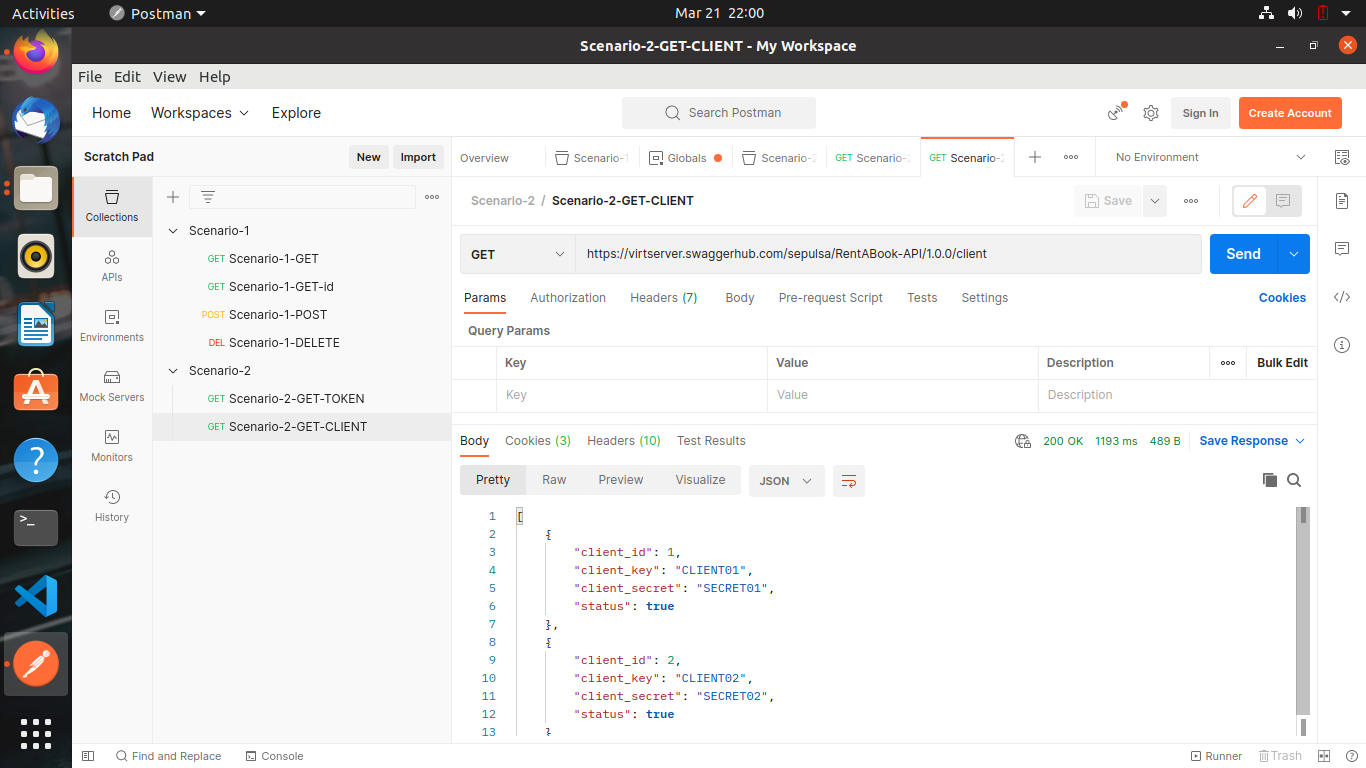 Activities Postman Mar 21 22:00
Scenario-2-GET-CLIENT - My Workspace
File Edit View Help
Home Workspaces Explore Search Postman Sign In Create Account
Scratch Pad New Import
Overview Scenario-1 Globals Scenario-2 GET Scenario-2 GET Scenario-2 No Environment
Collections
APIs
Environments
Mock Servers
Monitors
History
Scenario-1
GET Scenario-1-GET
GET Scenario-1-GET-id
POST Scenario-1-POST
DEL Scenario-1-DELETE
Scenario-2
GET Scenario-2-GET-TOKEN
GET Scenario-2-GET-CLIENT
Scenario-2 / Scenario-2-GET-CLIENT Save
GET https://virtserver.swaggerhub.com/sepulsa/RentABook-API/1.0.0/client Send
Params Authorization Headers (7) Body Pre-request Script Tests Settings Cookies
Query Params
Key Value Description Bulk Edit
Key Value Description
Body Cookies (3) Headers (10) Test Results 200 OK 1193 ms 489 B Save Response
Pretty Raw Preview Visualize JSON
1 [
2 {
3 "client_id": 1,
4 "client_key": "CLIENT01",
5 "client_secret": "SECRET01",
6 "status": true
7 },
8 {
9 "client_id": 2,
10 "client_key": "CLIENT02",
11 "client_secret": "SECRET02",
12 "status": true
13 }
Find and Replace Console Runner Trash